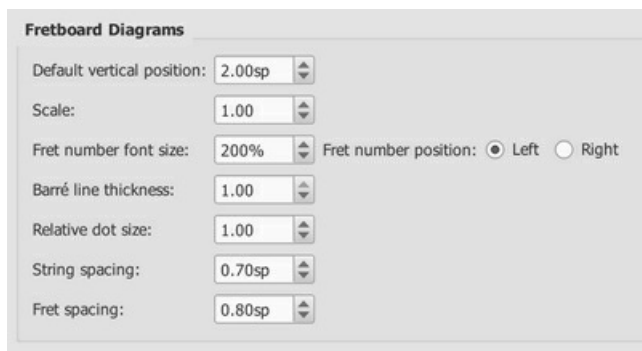 Fretboard Diagrams
Default vertical position: 2.00sp
Scale: 1.00
Fret number font size: 200% Fret number position: Left Right
Barré line thickness: 1.00
Relative dot size: 1.00
String spacing: 0.70sp
Fret spacing: 0.80sp